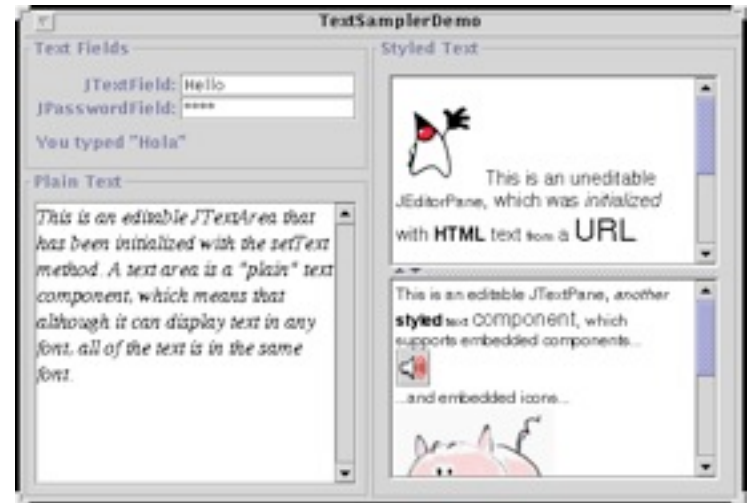 TextSamplerDemo
Text Fields
JTextField: Hello
JPasswordField: ****
You typed "Hola"
Plain Text
This is an editable JTextArea that
has been initialized with the setText
method. A text area is a "plain" text
component, which means that
although it can display text in any
font, all of the text is in the same
font.
Styled Text
This is an uneditable
JEditorPane, which was initialized
with HTML text from a URL
This is an editable JTextPane, another
styled text component, which
supports embedded components...
...and embedded icons...